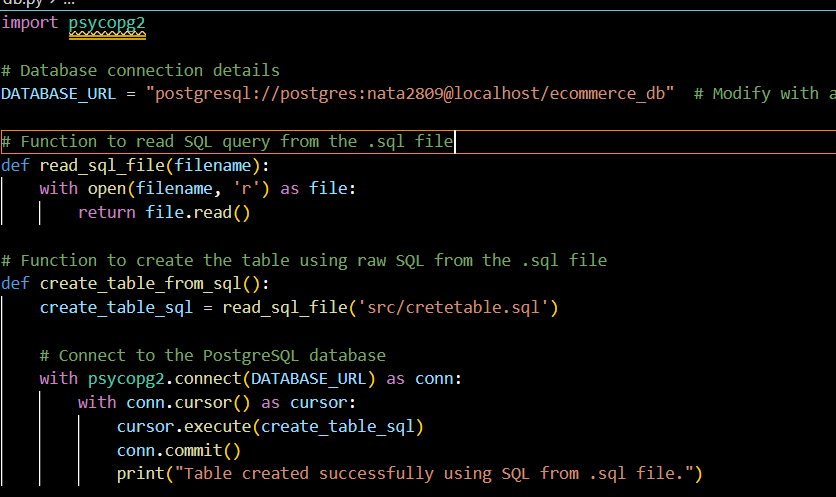 db.py > ...
import psycopg2
# Database connection details
DATABASE_URL = "postgresql://postgres:nata2809@localhost/ecommerce_db"  # Modify with a
# Function to read SQL query from the .sql file
def read_sql_file(filename):
    with open(filename, 'r') as file:
        return file.read()
# Function to create the table using raw SQL from the .sql file
def create_table_from_sql():
    create_table_sql = read_sql_file('src/cretetable.sql')
    # Connect to the PostgreSQL database
    with psycopg2.connect(DATABASE_URL) as conn:
        with conn.cursor() as cursor:
            cursor.execute(create_table_sql)
            conn.commit()
            print("Table created successfully using SQL from .sql file.")